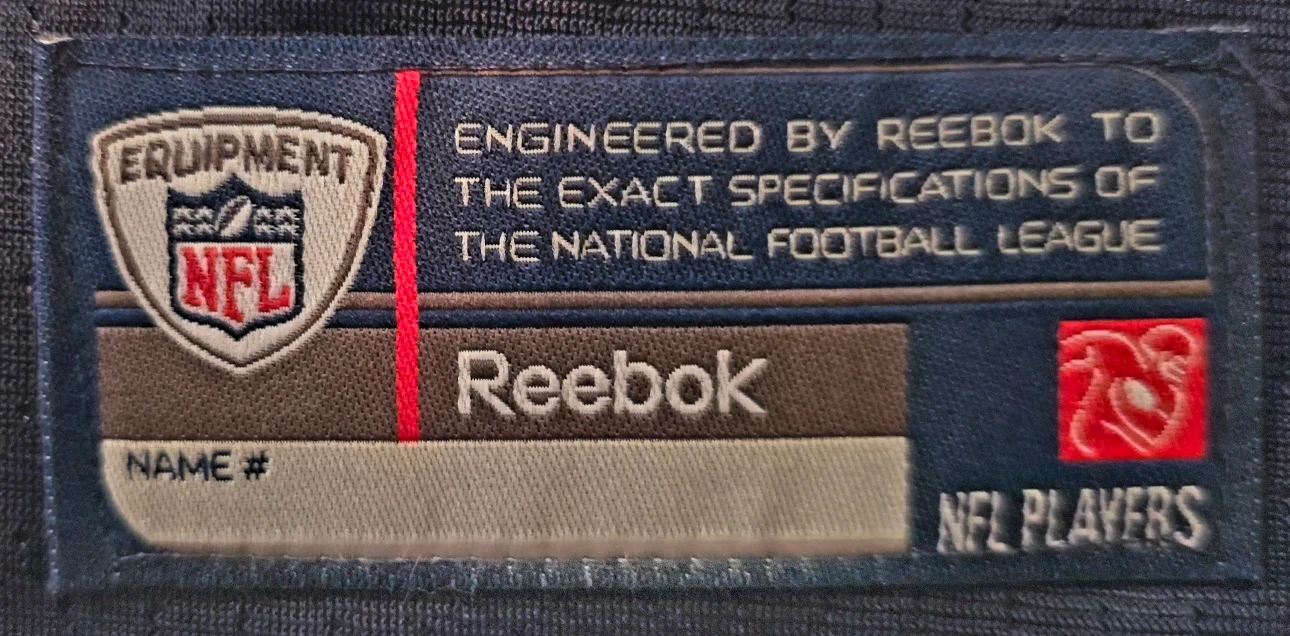 EQUIPMENT
NFL
ENGINEERED BY REEBOK TO
THE EXACT SPECIFICATIONS OF
THE NATIONAL FOOTBALL LEAGUE
Reebok
NAME #
NFL PLAYERS